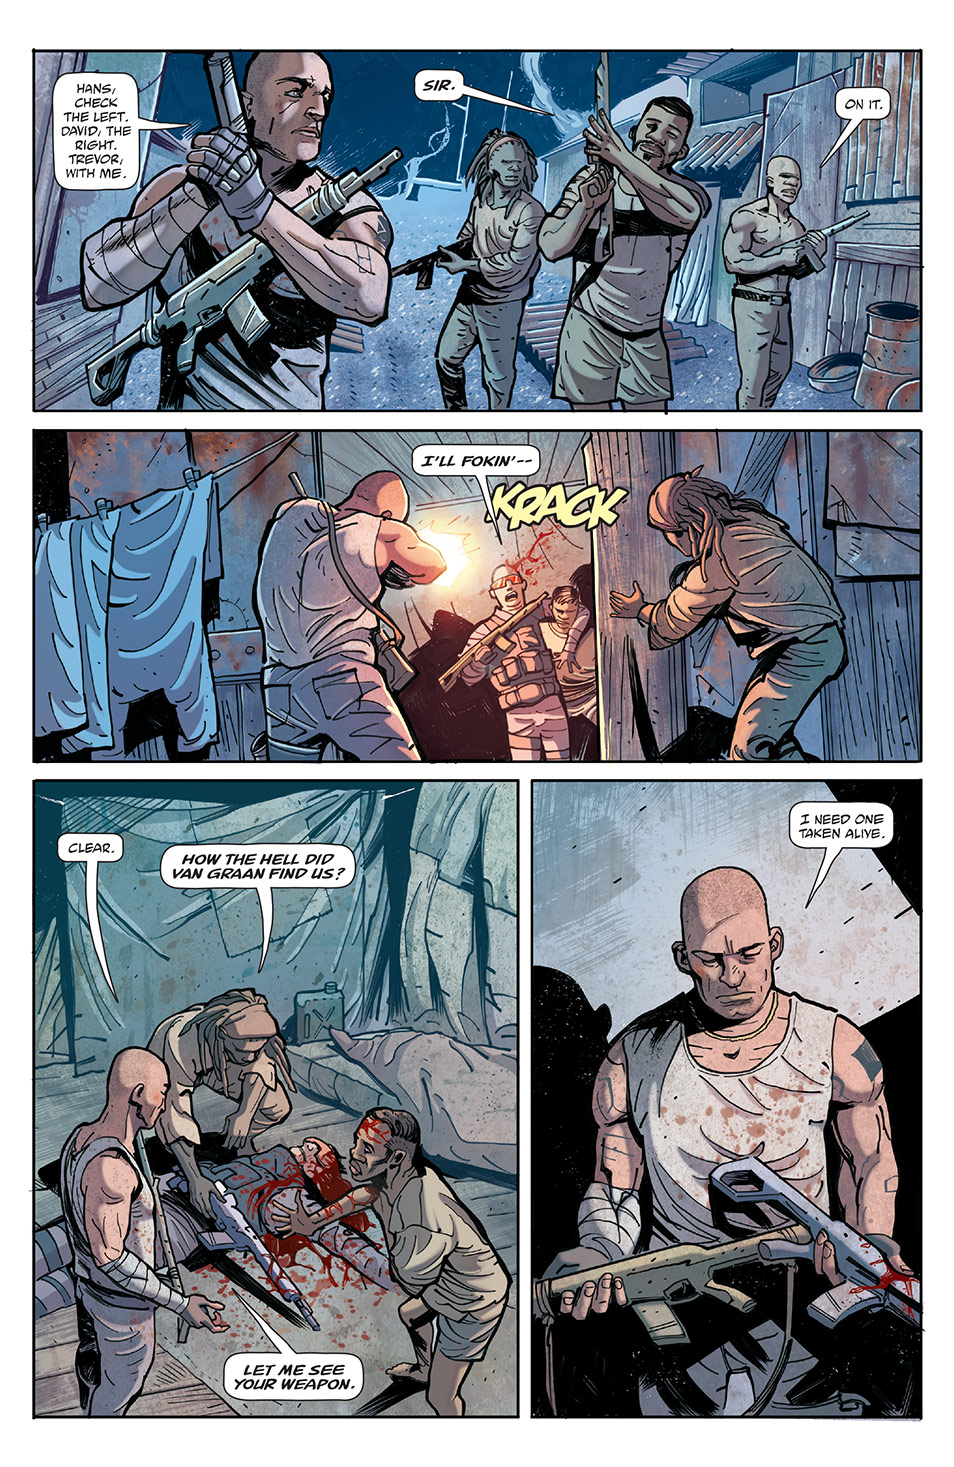 HANS,
CHECK
THE LEFT.
DAVID, THE
RIGHT.
TREVOR,
WITH ME.
SIR.
ON IT.
I'LL FOKIN'--
KRACK
CLEAR.
HOW THE HELL DID
VAN GRAAN FIND US?
LET ME SEE
YOUR WEAPON.
I NEED ONE
TAKEN ALIVE.